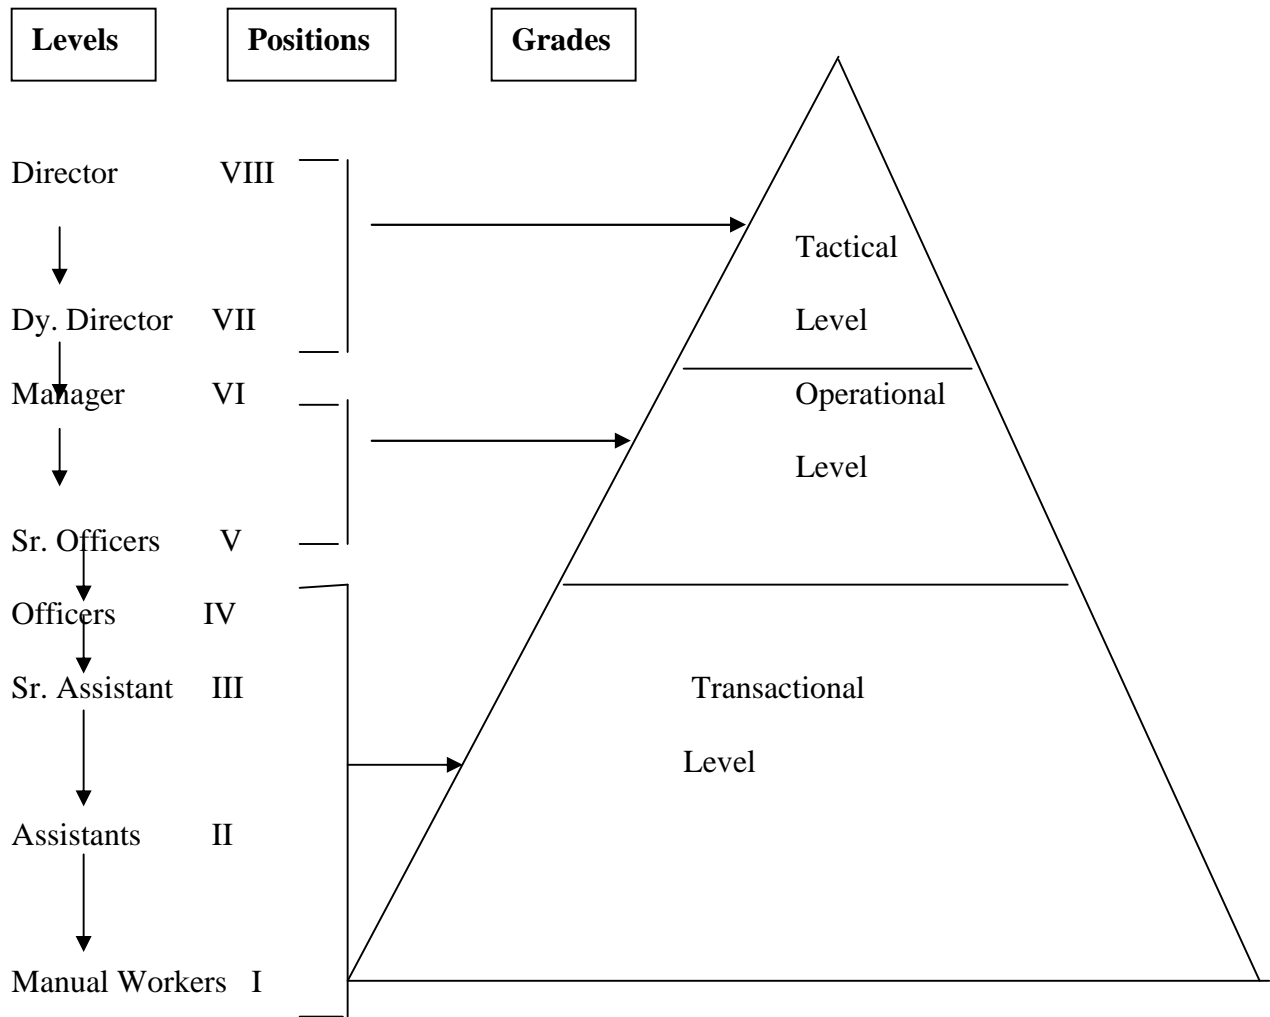 Levels Positions Grades
Director VIII
Tactical
Dy. Director VII Level
Manager VI Operational
Level
Sr. Officers V
Officers IV
Sr. Assistant III Transactional
Level
Assistants II
Manual Workers I